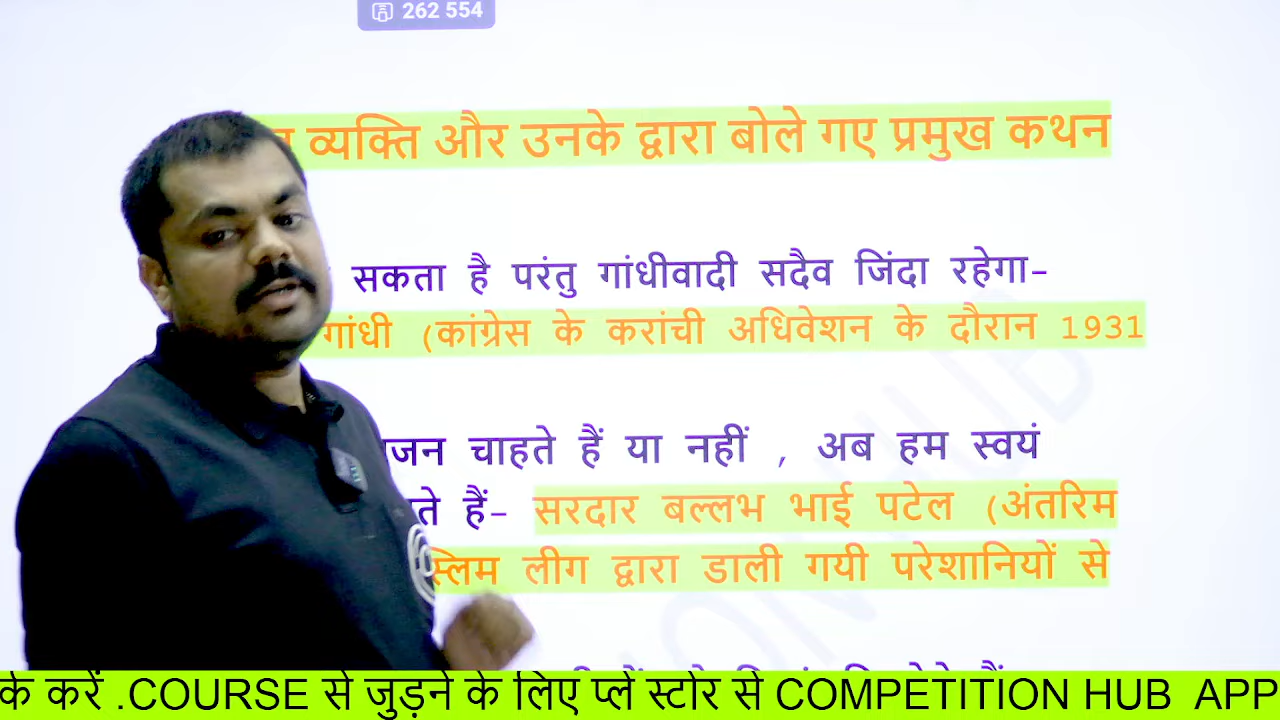 262 554
व्यक्ति और उनके द्वारा बोले गए प्रमुख कथन
सकता है परंतु गांधीवादी सदैव जिंदा रहेगा-
गांधी (कांग्रेस के करांची अधिवेशन के दौरान 1931
चाहते हैं या नहीं , अब हम स्वयं
हैं- सरदार बल्लभ भाई पटेल (अंतरिम
लीग द्वारा डाली गयी परेशानियों से
करें .COURSE से जुड़ने के लिए प्ले स्टोर से COMPETITION HUB APP